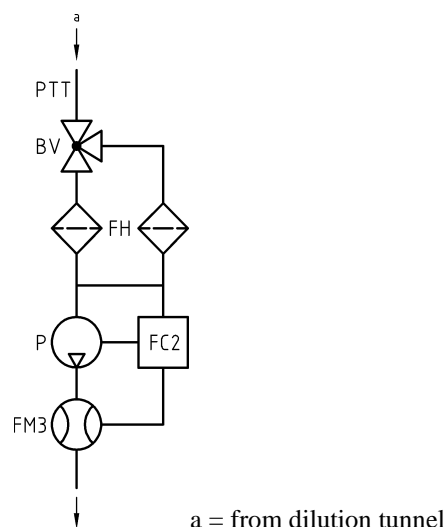 a
PTT
BV
FH
P
FC2
FM3
a = from dilution tunnel